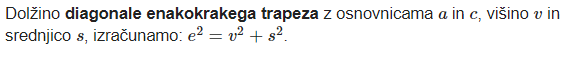 Dolžino diagonale enakokrakega trapeza z osnovnicama a in c, višino v in
srednjico s, izračunamo: e² = v² + s².